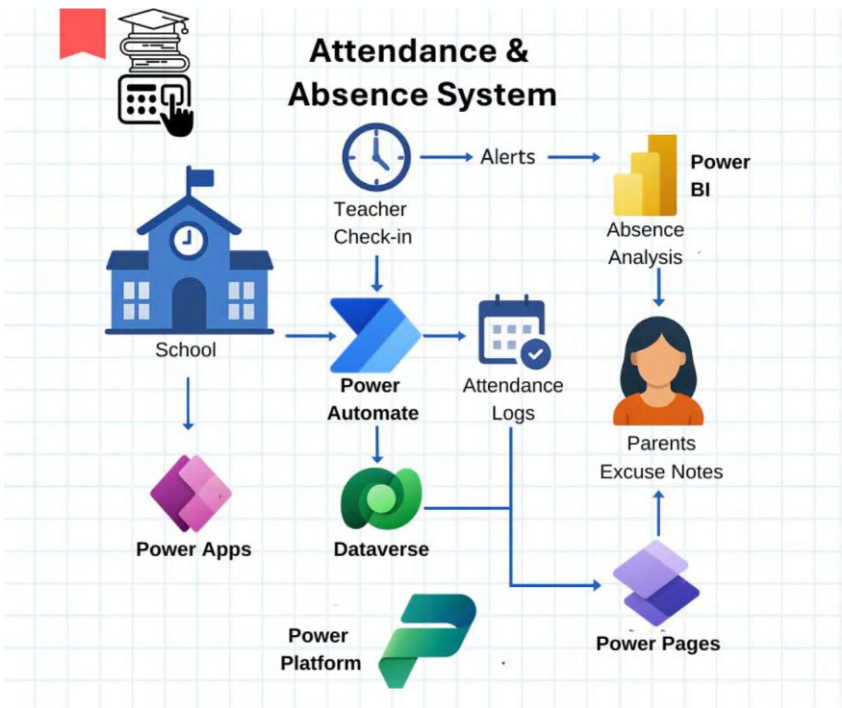 Attendance &
Absence System
Teacher
Check-in
Alerts
Power
BI
Absence
Analysis
School
Power
Automate
Attendance
Logs
Parents
Excuse Notes
Power Apps
Dataverse
Power Pages
Power
Platform